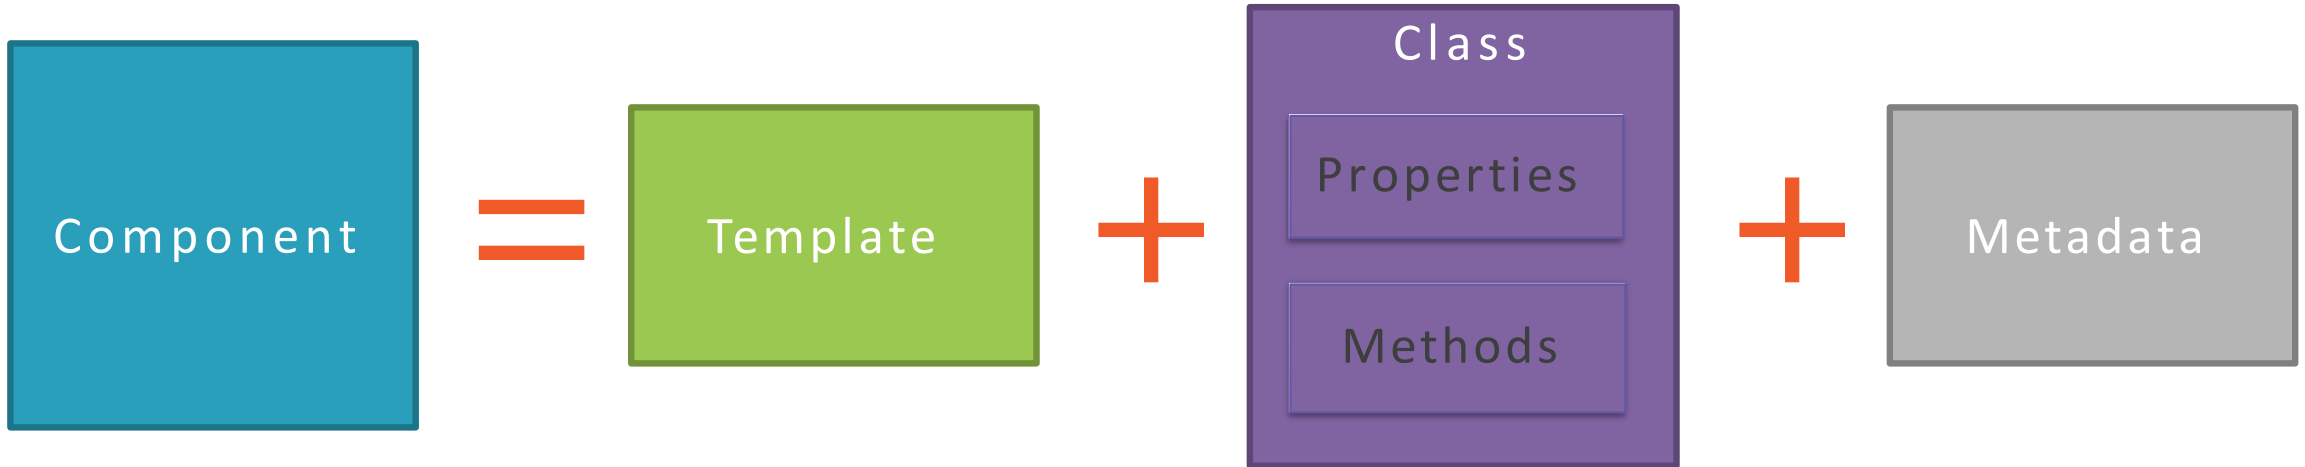 Component
=
Template
+
Class
Properties
Methods
+
Metadata